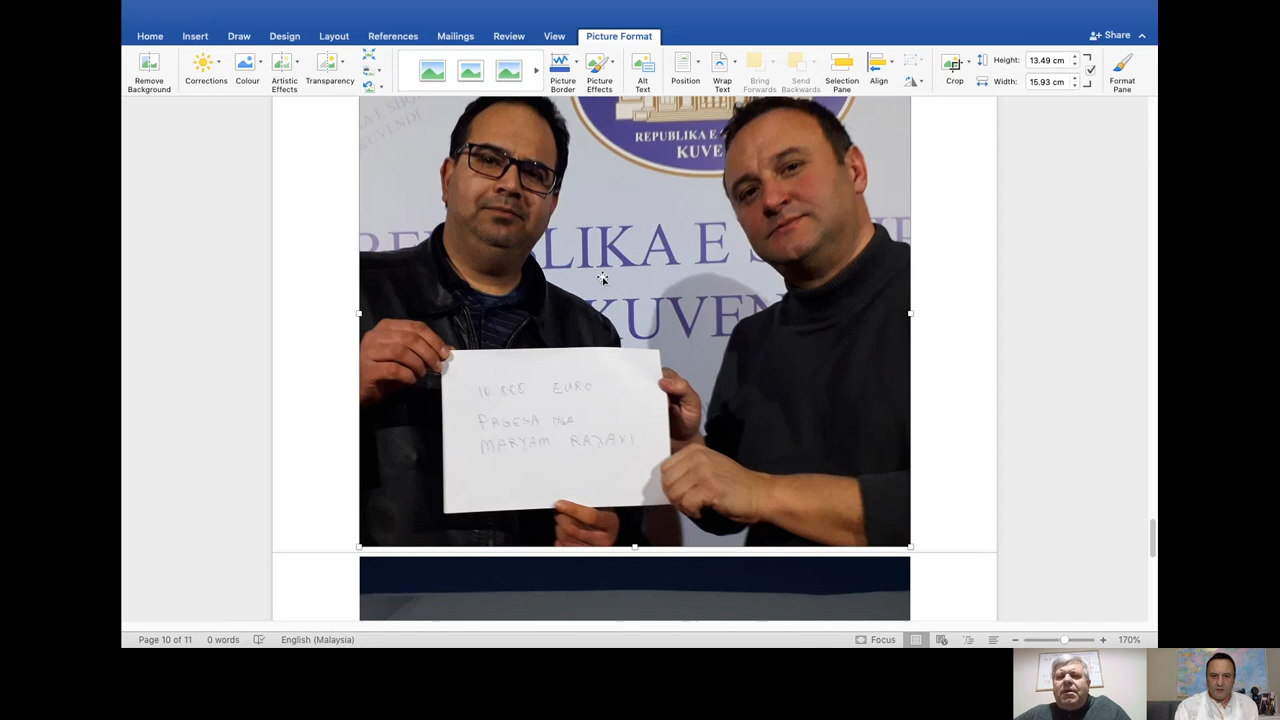 Home Insert Draw Design Layout References Mailings Review View Picture Format Share
Remove Background
Corrections
Colour
Artistic Effects
Transparency
Picture Border
Picture Effects
Alt Text
Position
Wrap Text
Bring Forwards
Send Backwards
Selection Pane
Align
Crop
Height: 13.49 cm
Width: 15.93 cm
Format Pane
REPUBLIKA E
KUVE
LIKA E
KUVEN
10.000 EURO
PAGESA NGA
MARYAM RAJAVI
Page 10 of 11 0 words English (Malaysia) Focus 170%